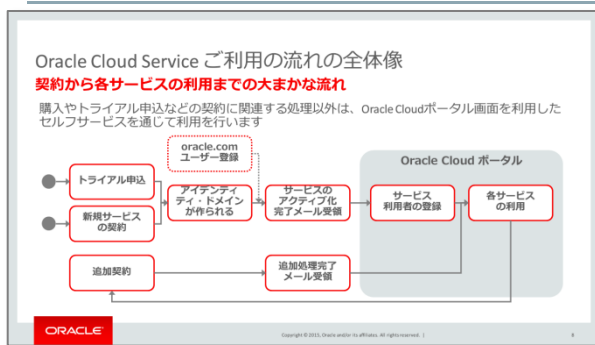 Oracle Cloud Service ご利用の流れの全体像
契約から各サービスの利用までの大まかな流れ
購入やトライアル申込などの契約に関連する処理以外は、Oracle Cloudポータル画面を利用した
セルフサービスを通じて利用を行います
oracle.com
ユーザー登録
Oracle Cloud ポータル
トライアル申込
アイデンティ
ティ・ドメイン
が作られる
サービスの
アクティブ化
完了メール受領
サービス
利用者の登録
各サービス
の利用
新規サービス
の契約
追加契約
追加処理完了
メール受領
ORACLE
Copyright © 2015, Oracle and/or its affiliates. All rights reserved. |